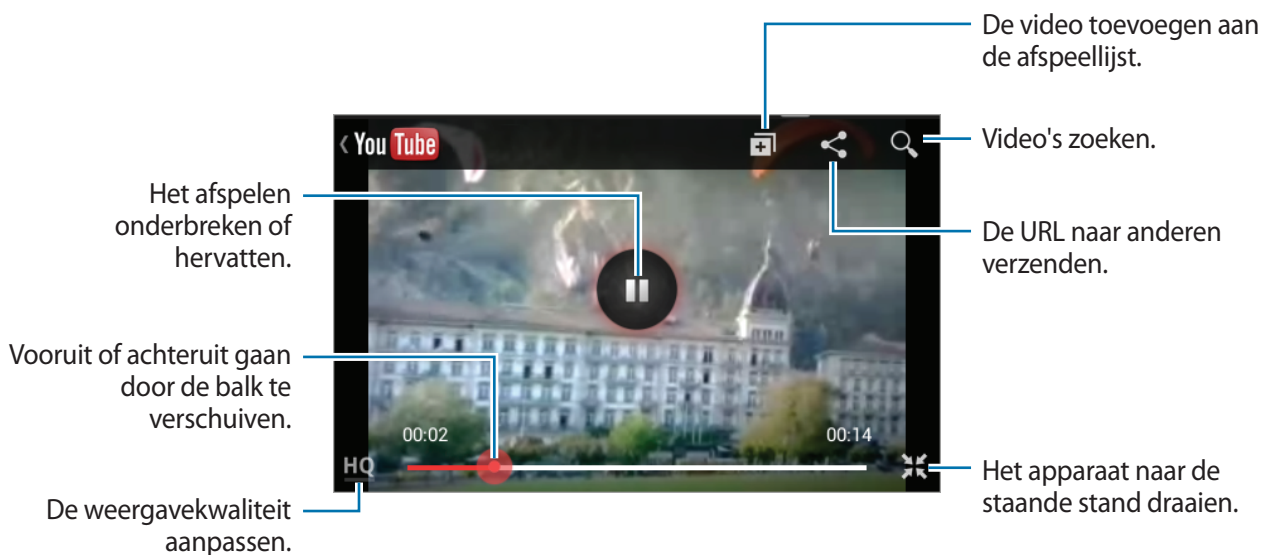 De video toevoegen aan
de afspeellijst.
You Tube
Video's zoeken.
Het afspelen
onderbreken of
hervatten.
De URL naar anderen
verzenden.
Vooruit of achteruit gaan
door de balk te
verschuiven.
00:02
00:14
HQ
Het apparaat naar de
staande stand draaien.
De weergavekwaliteit
aanpassen.